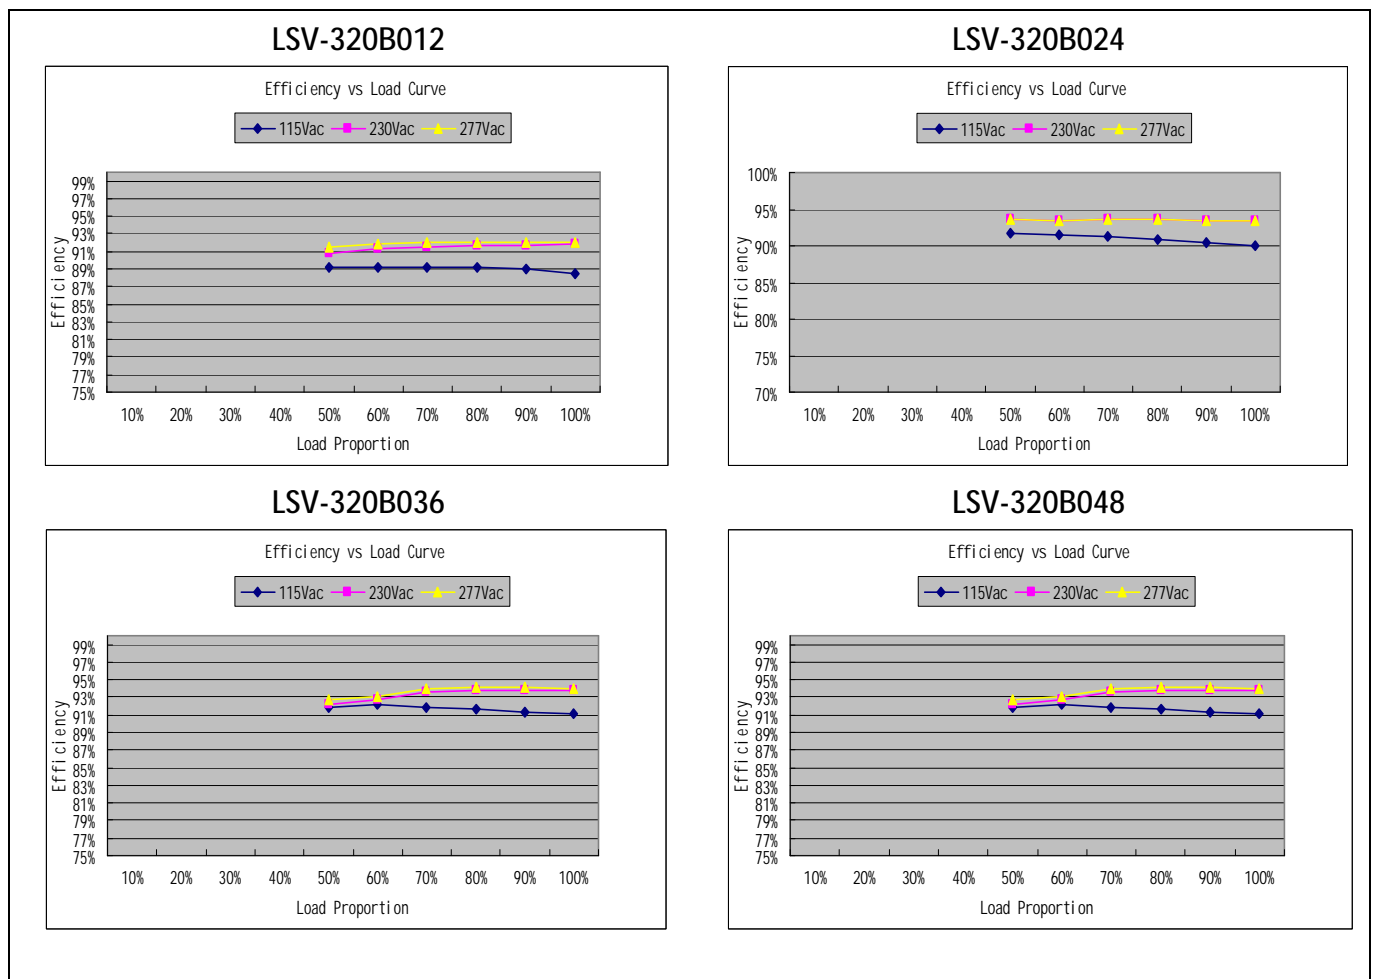 LSV-320B012
Efficiency vs Load Curve
115Vac 230Vac 277Vac
99%
97%
95%
93%
91%
89%
87%
85%
83%
81%
79%
77%
75%
Efficiency
10% 20% 30% 40% 50% 60% 70% 80% 90% 100%
Load Proportion
LSV-320B024
Efficiency vs Load Curve
115Vac 230Vac 277Vac
100%
95%
90%
85%
80%
75%
70%
Efficiency
10% 20% 30% 40% 50% 60% 70% 80% 90% 100%
Load Proportion
LSV-320B036
Efficiency vs Load Curve
115Vac 230Vac 277Vac
99%
97%
95%
93%
91%
89%
87%
85%
83%
81%
79%
77%
75%
Efficiency
10% 20% 30% 40% 50% 60% 70% 80% 90% 100%
Load Proportion
LSV-320B048
Efficiency vs Load Curve
115Vac 230Vac 277Vac
99%
97%
95%
93%
91%
89%
87%
85%
83%
81%
79%
77%
75%
Efficiency
10% 20% 30% 40% 50% 60% 70% 80% 90% 100%
Load Proportion